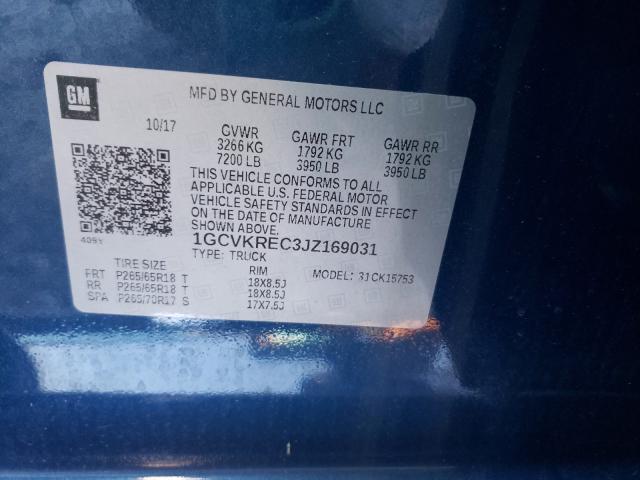 GM
MFD BY GENERAL MOTORS LLC
10/17 GVWR GAWR FRT GAWR RR
3266 KG 1792 KG 1792 KG
7200 LB 3950 LB 3950 LB
THIS VEHICLE CONFORMS TO ALL
APPLICABLE U.S. FEDERAL MOTOR
VEHICLE SAFETY STANDARDS IN EFFECT
ON THE DATE OF MANUFACTURE
SHOWN ABOVE.
409Y 1GCVKREC3JZ169031
TYPE: TRUCK
TIRE SIZE RIM MODEL: 3J CK15753
FRT P265/65R18 T 18X8.5J
RR P265/65R18 T 18X8.5J
SPA P265/70R17 S 17X7.5J